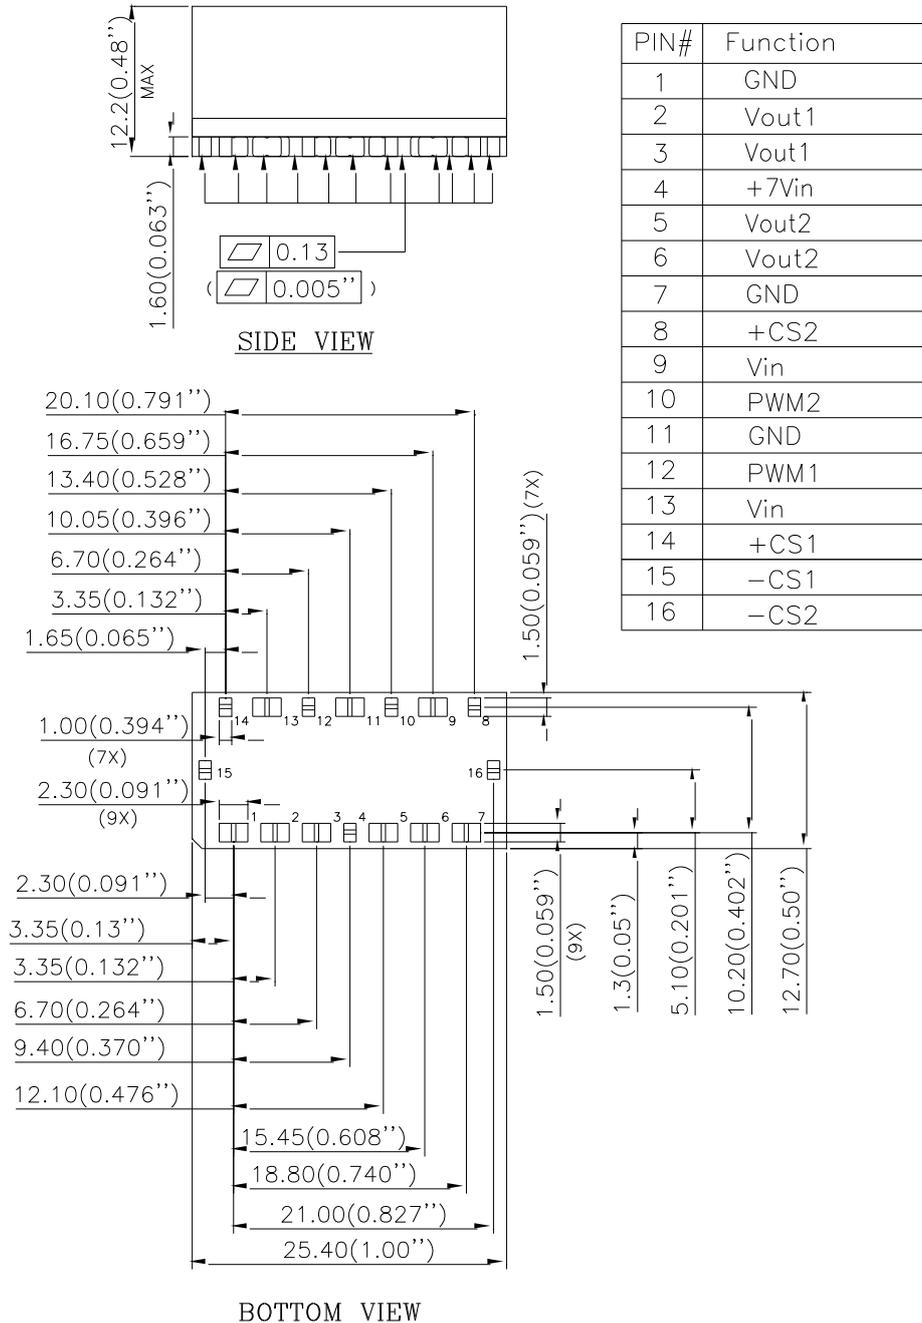 12.2(0.48'')
MAX
1.60(0.063'')
0.13
( 0.005'' )
SIDE VIEW
PIN# Function
1 GND
2 Vout1
3 Vout1
4 +7Vin
5 Vout2
6 Vout2
7 GND
8 +CS2
9 Vin
10 PWM2
11 GND
12 PWM1
13 Vin
14 +CS1
15 -CS1
16 -CS2
20.10(0.791'')
16.75(0.659'')
13.40(0.528'')
10.05(0.396'')
6.70(0.264'')
3.35(0.132'')
1.65(0.065'')
1.50(0.059'')(7X)
14 13 12 11 10 9 8
1.00(0.394'')
(7X)
15 16
2.30(0.091'')
(9X)
1 2 3 4 5 6 7
2.30(0.091'')
3.35(0.13'')
3.35(0.132'')
6.70(0.264'')
9.40(0.370'')
12.10(0.476'')
15.45(0.608'')
18.80(0.740'')
21.00(0.827'')
25.40(1.00'')
1.50(0.059'')
(9X)
1.3(0.05'')
5.10(0.201'')
10.20(0.402'')
12.70(0.50'')
BOTTOM VIEW